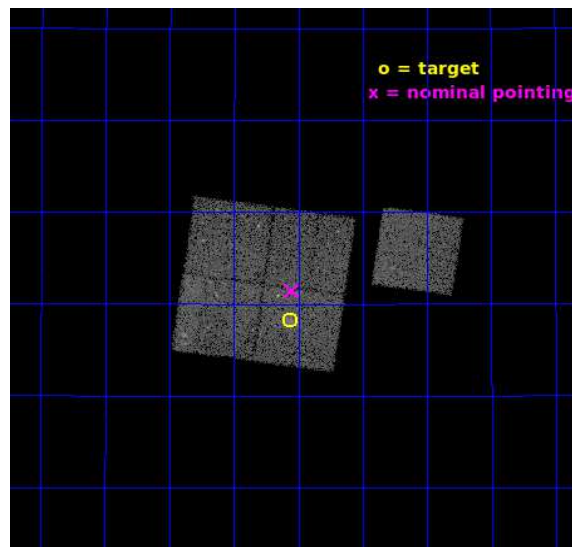 o = target
x = nominal pointing